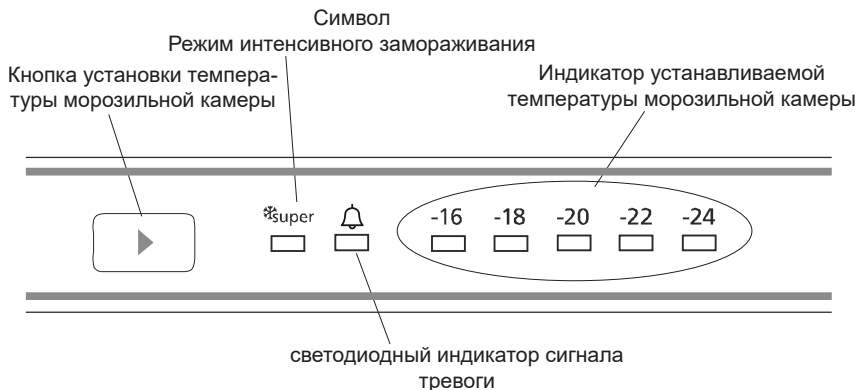 Символ
Режим интенсивного замораживания
Кнопка установки темпера-
туры морозильной камеры
Индикатор устанавливаемой
температуры морозильной камеры
super
-16 -18 -20 -22 -24
светодиодный индикатор сигнала
тревоги